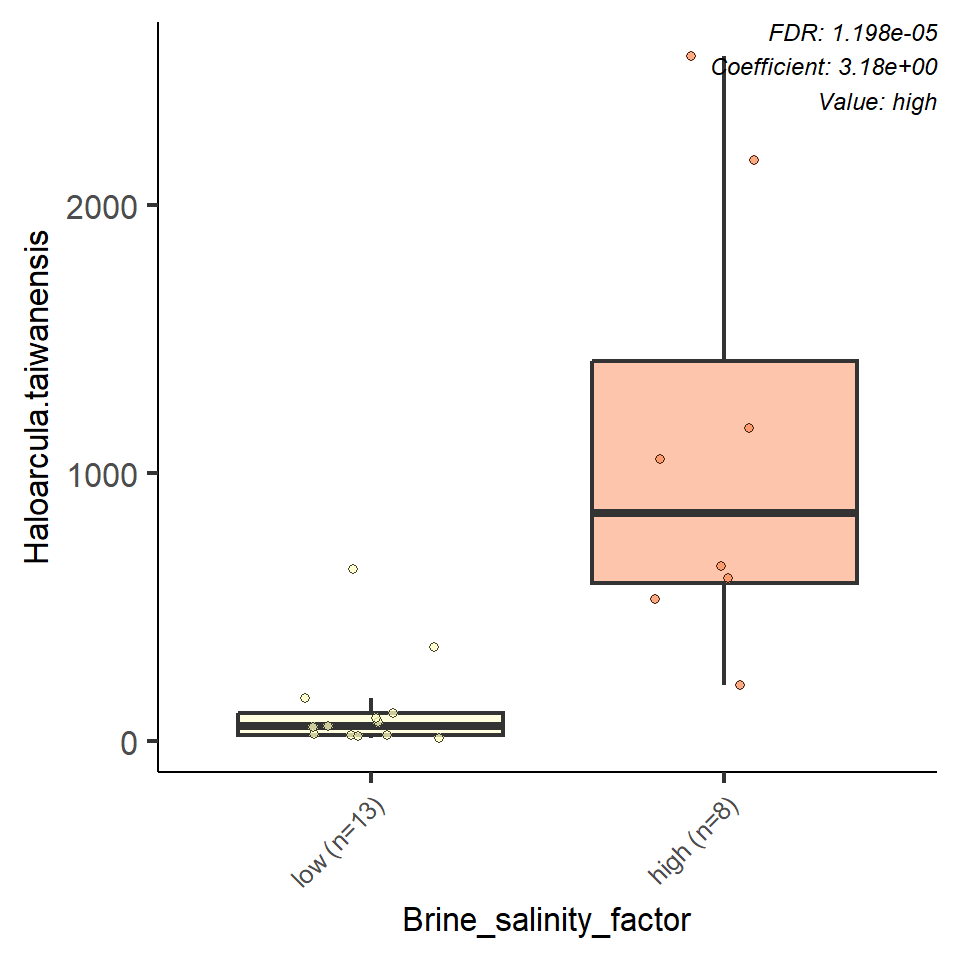 FDR: 1.198e-05
Coefficient: 3.18e+00
Value: high
Haloarcula.taiwanensis
2000
1000
0
low (n=13)
high (n=8)
Brine_salinity_factor